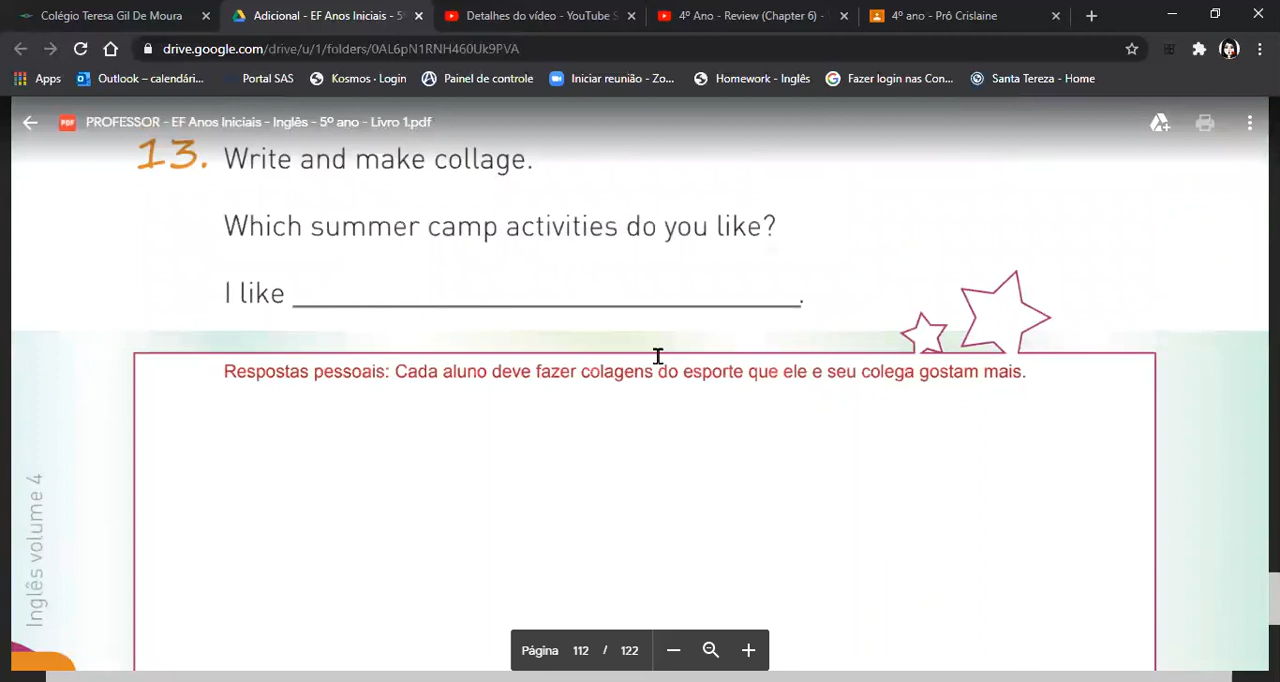 Colégio Teresa Gil De Moura
Adicional - EF Anos Iniciais - 5º
Detalhes do vídeo - YouTube S
4º Ano - Review (Chapter 6) -
4º ano - Prô Crislaine
drive.google.com/drive/u/1/folders/0AL6pN1RNH460Uk9PVA
Apps
Outlook – calendári...
Portal SAS
Kosmos · Login
Painel de controle
Iniciar reunião - Zo...
Homework - Inglês
Fazer login nas Con...
Santa Tereza - Home
PDF
PROFESSOR - EF Anos Iniciais - Inglês - 5º ano - Livro 1.pdf
13. Write and make collage.
Which summer camp activities do you like?
I like ____________________.
Respostas pessoais: Cada aluno deve fazer colagens do esporte que ele e seu colega gostam mais.
Inglês volume 4
Página 112 / 122